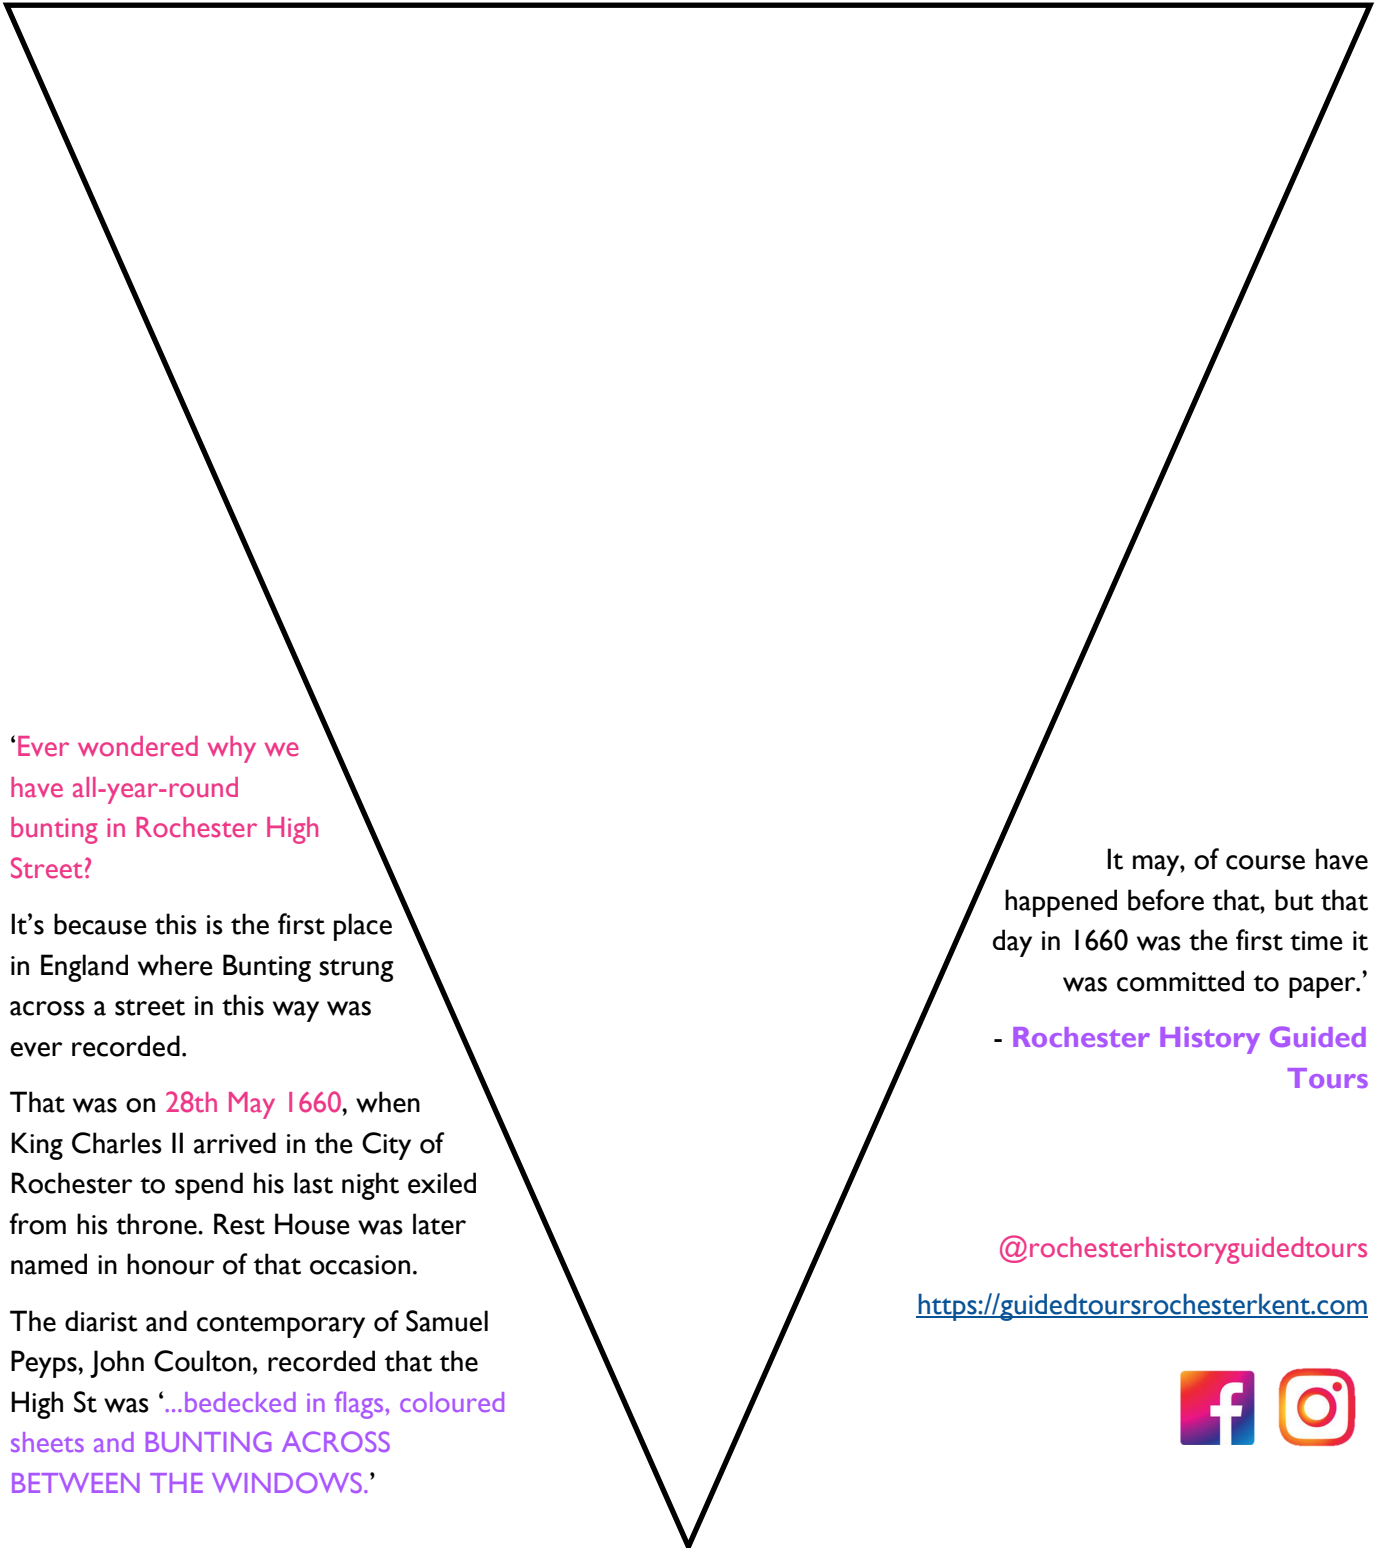 ‘Ever wondered why we
have all-year-round
bunting in Rochester High
Street?
It’s because this is the first place
in England where Bunting strung
across a street in this way was
ever recorded.
That was on 28th May 1660, when
King Charles II arrived in the City of
Rochester to spend his last night exiled
from his throne. Rest House was later
named in honour of that occasion.
The diarist and contemporary of Samuel
Peyps, John Coulton, recorded that the
High St was ‘...bedecked in flags, coloured
sheets and BUNTING ACROSS
BETWEEN THE WINDOWS.’
It may, of course have
happened before that, but that
day in 1660 was the first time it
was committed to paper.’
- Rochester History Guided
Tours
@rochesterhistoryguidedtours
https://guidedtoursrochesterkent.com